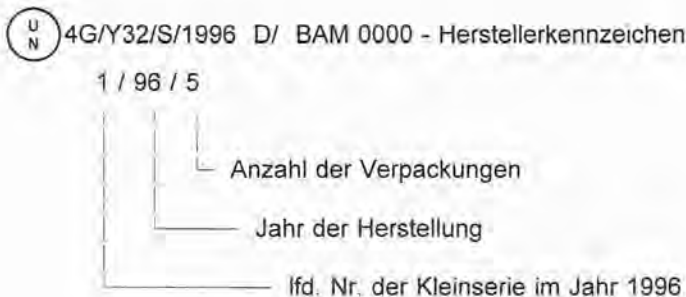 UN 4G/Y32/S/1996 D/ BAM 0000 - Herstellerkennzeichen
1 / 96 / 5
Anzahl der Verpackungen
Jahr der Herstellung
lfd. Nr. der Kleinserie im Jahr 1996